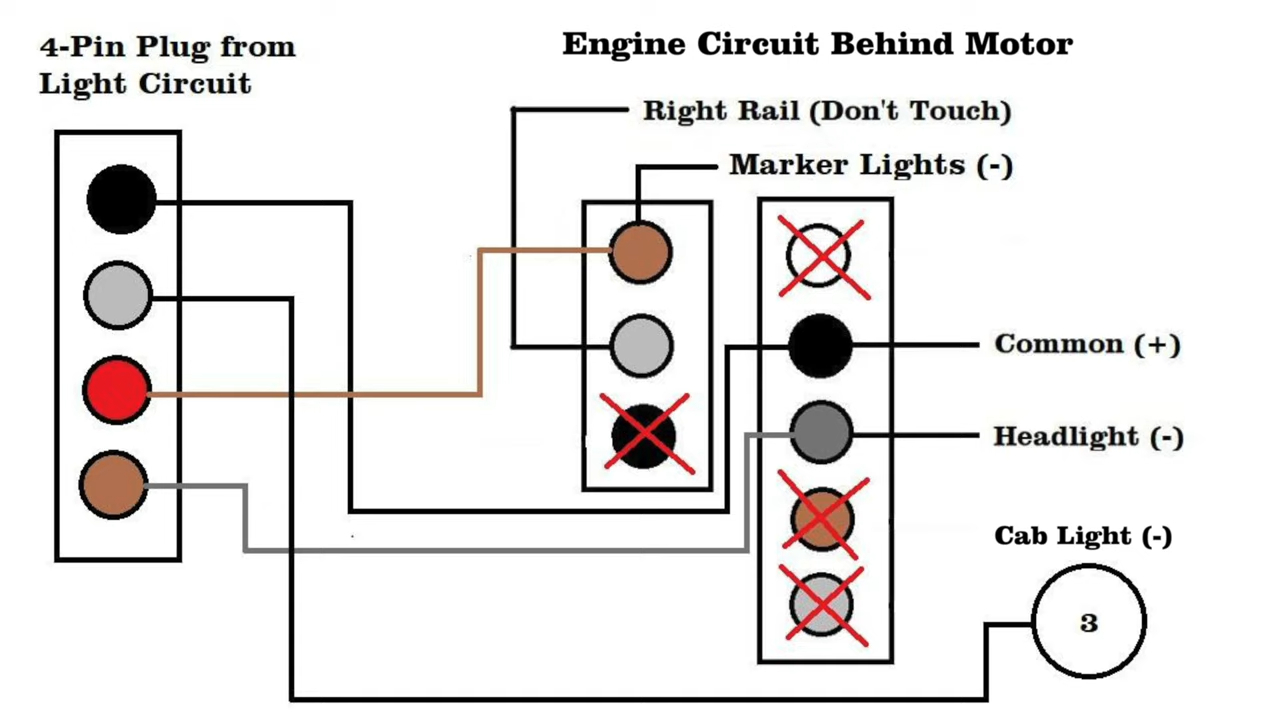 4-Pin Plug from
Light Circuit
Engine Circuit Behind Motor
Right Rail (Don't Touch)
Marker Lights (-)
Common (+)
Headlight (-)
Cab Light (-)
3